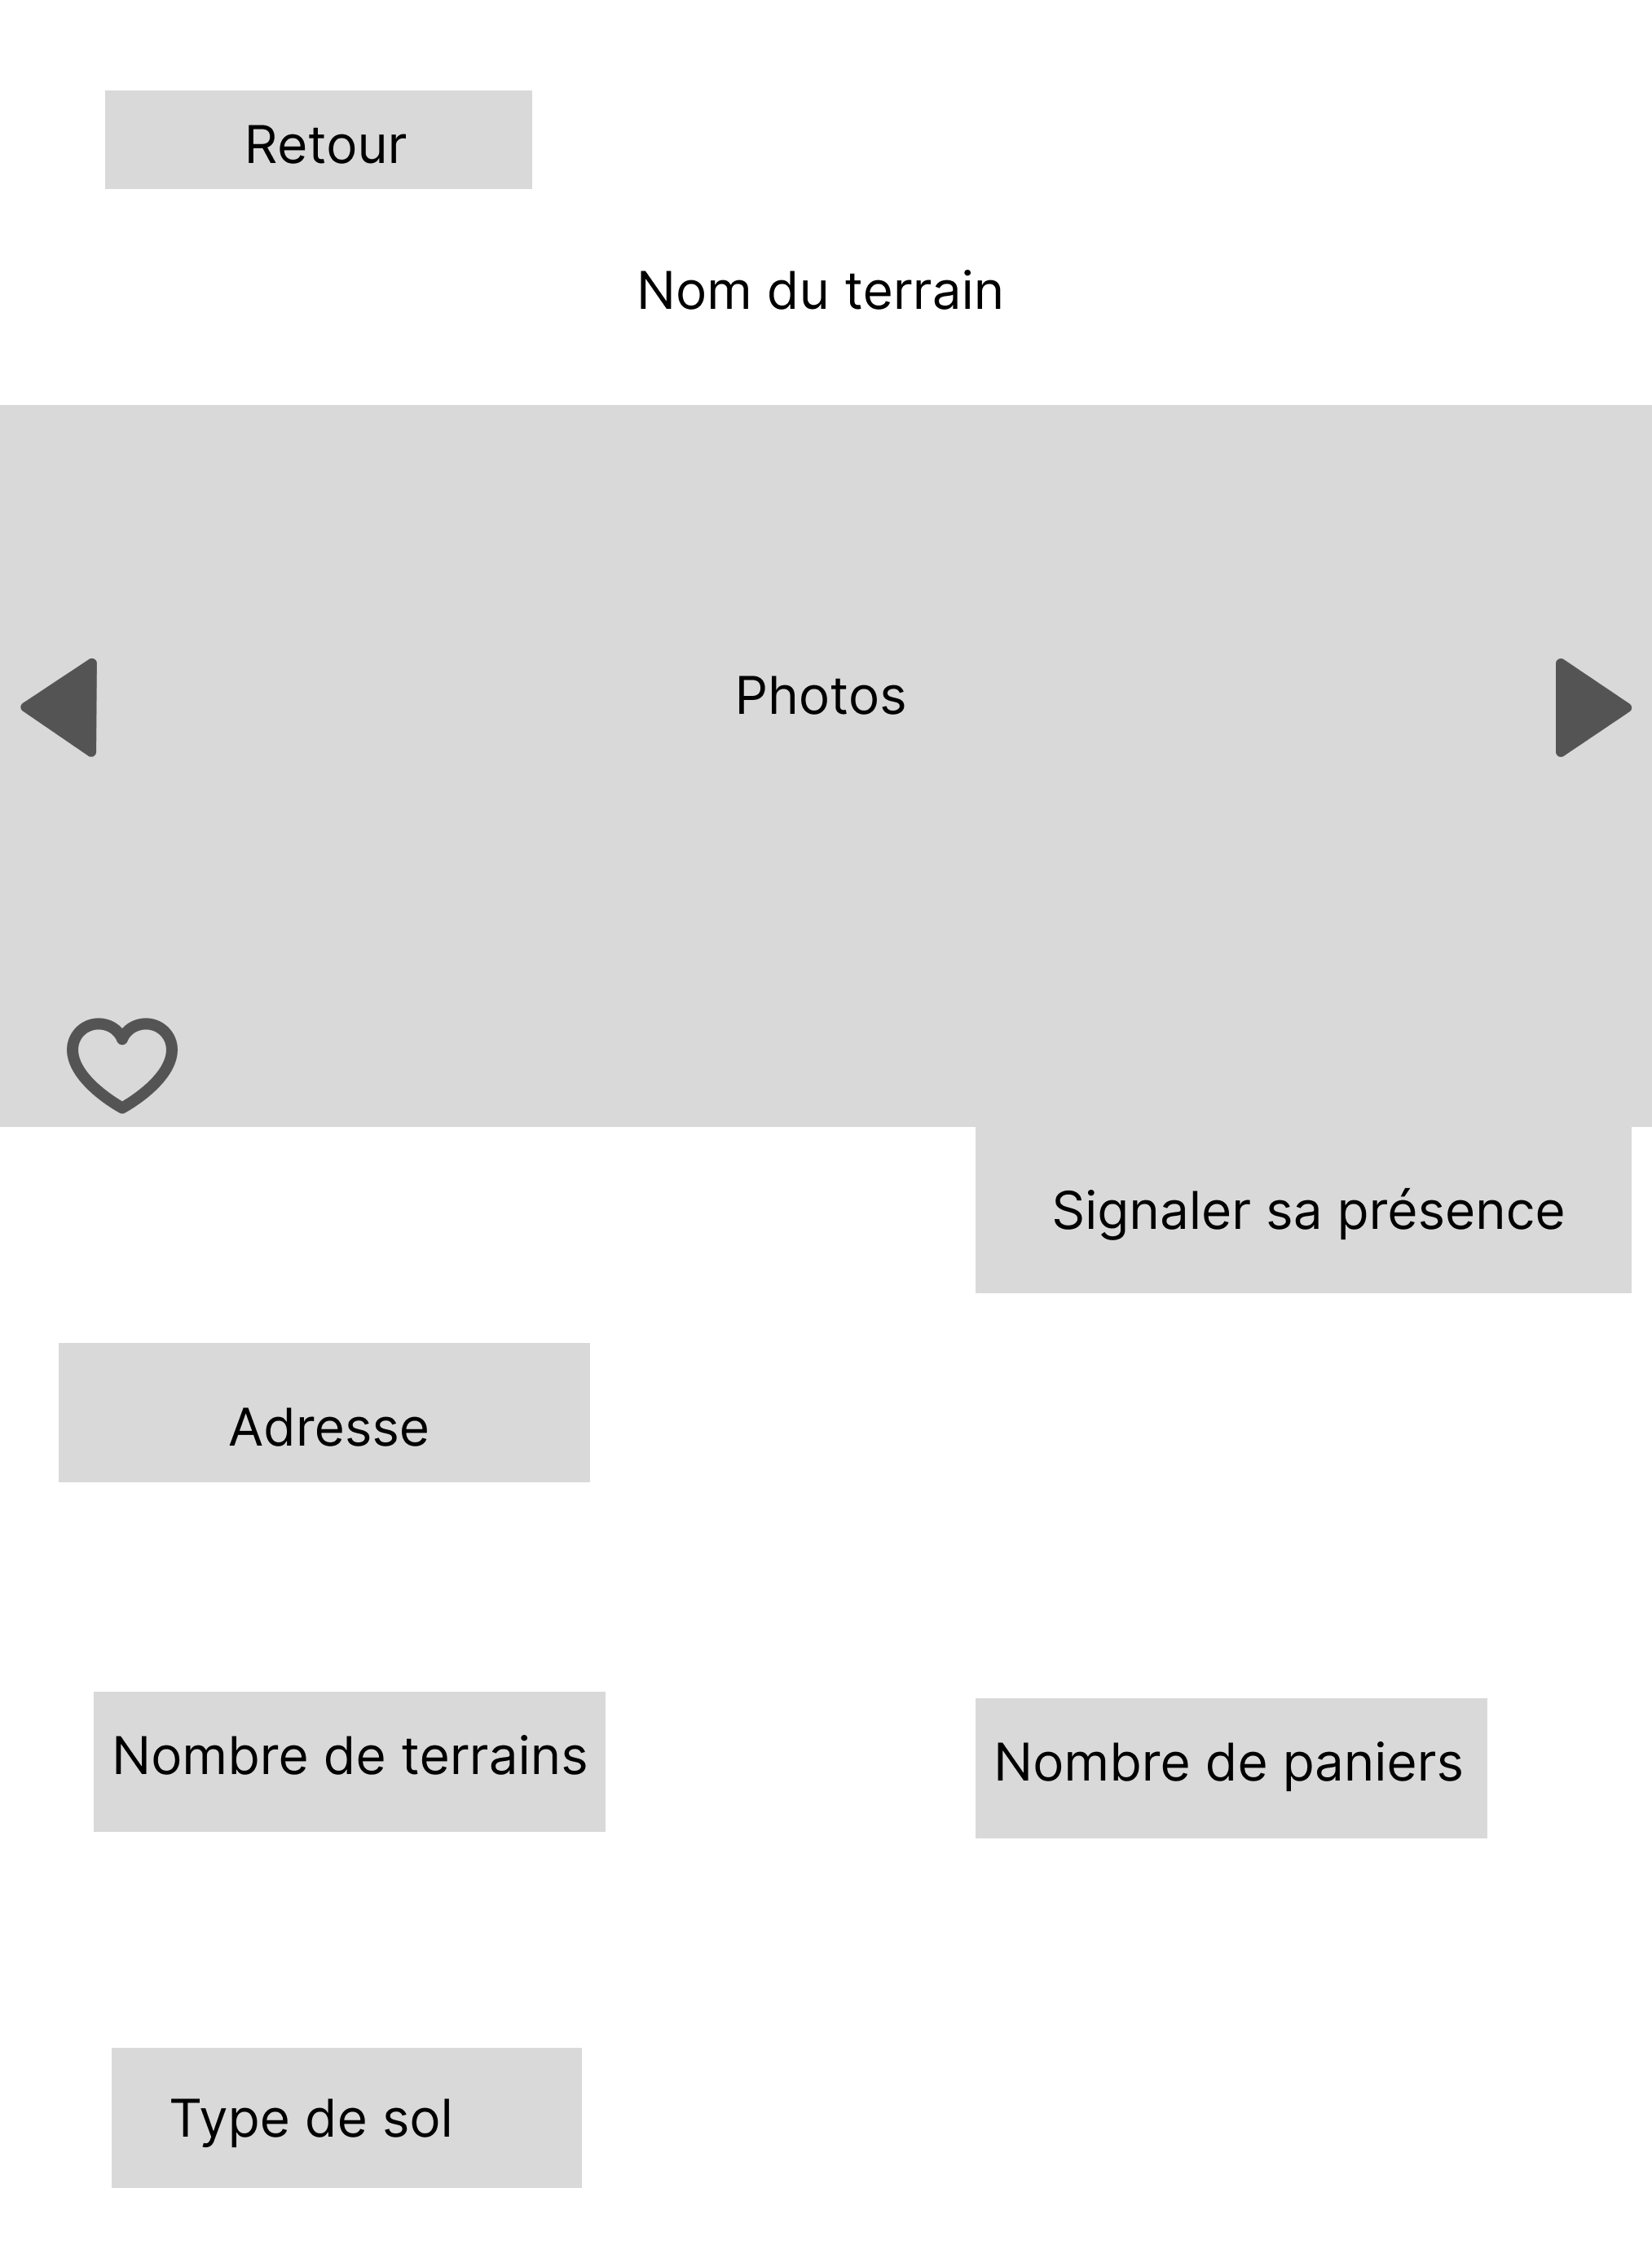 Retour
Nom du terrain
Photos
Signaler sa présence
Adresse
Nombre de terrains
Nombre de paniers
Type de sol